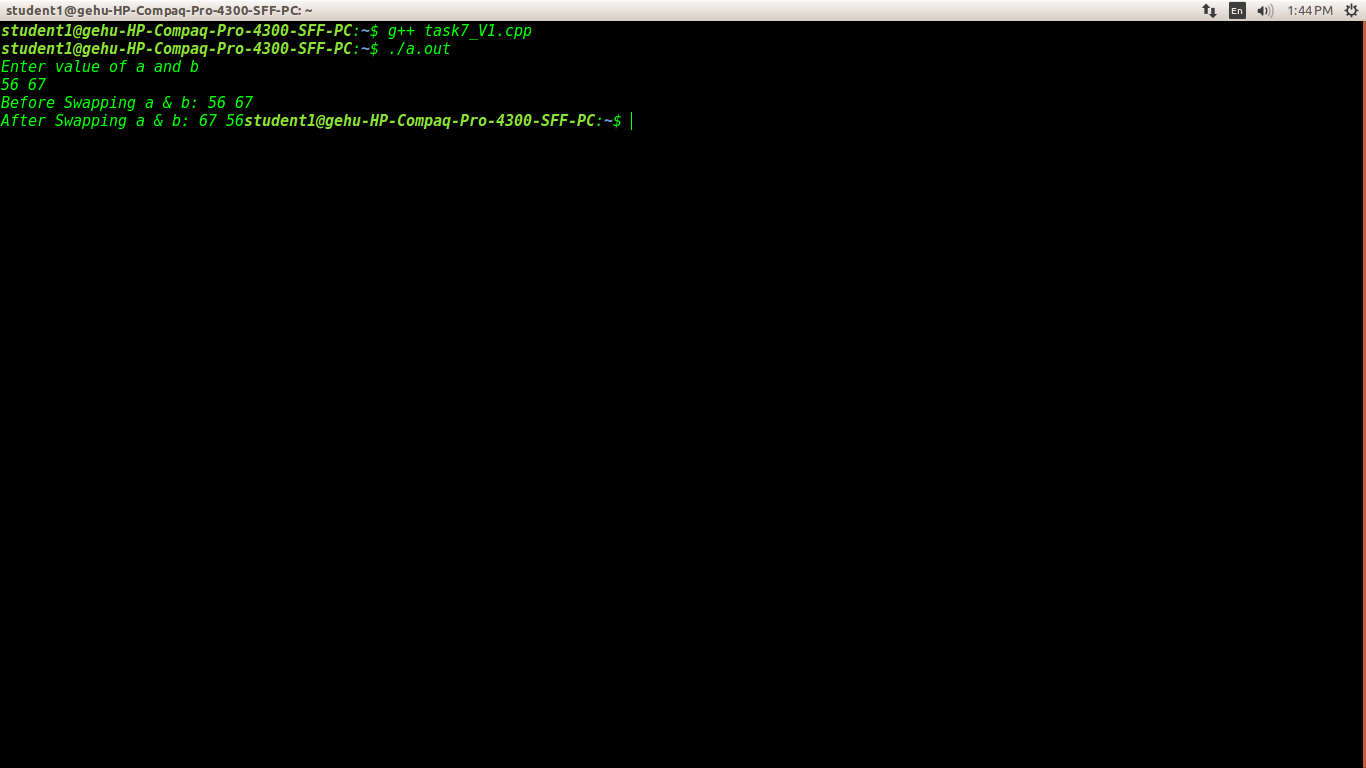 student1@gehu-HP-Compaq-Pro-4300-SFF-PC: ~
En
1:44 PM
student1@gehu-HP-Compaq-Pro-4300-SFF-PC:~$ g++ task7_V1.cpp
student1@gehu-HP-Compaq-Pro-4300-SFF-PC:~$ ./a.out
Enter value of a and b
56 67
Before Swapping a & b: 56 67
After Swapping a & b: 67 56student1@gehu-HP-Compaq-Pro-4300-SFF-PC:~$